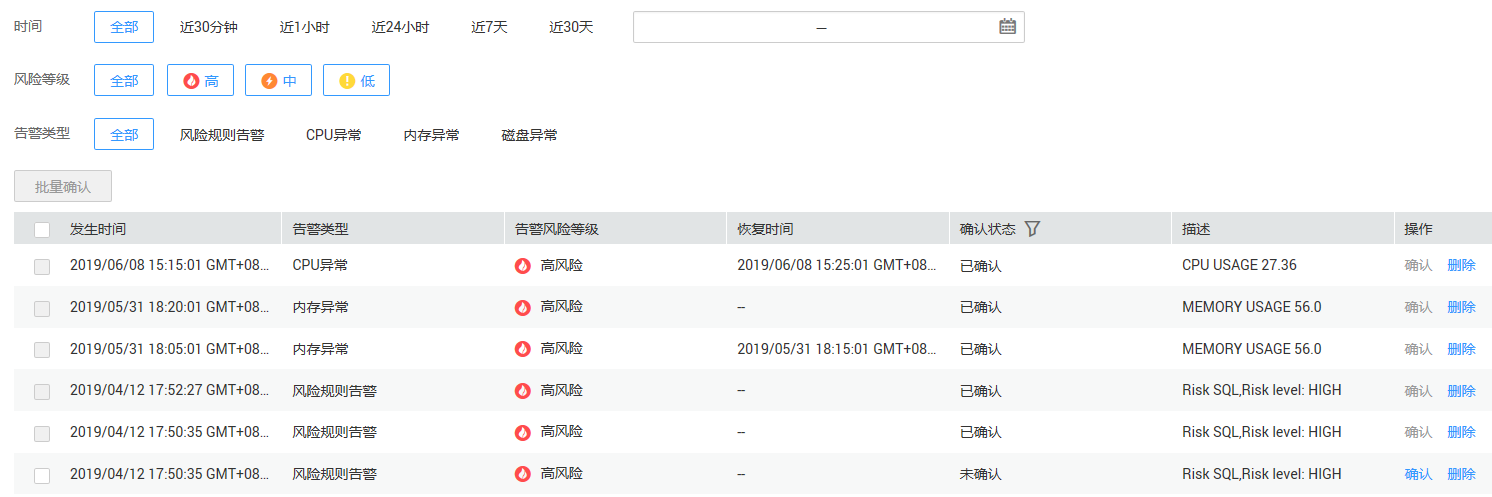 时间 全部 近30分钟 近1小时 近24小时 近7天 近30天 --
风险等级 全部 高 中 低
告警类型 全部 风险规则告警 CPU异常 内存异常 磁盘异常
批量确认
发生时间 告警类型 告警风险等级 恢复时间 确认状态 描述 操作
2019/06/08 15:15:01 GMT+08... CPU异常 高风险 2019/06/08 15:25:01 GMT+08... 已确认 CPU USAGE 27.36 确认 删除
2019/05/31 18:20:01 GMT+08... 内存异常 高风险 -- 已确认 MEMORY USAGE 56.0 确认 删除
2019/05/31 18:05:01 GMT+08... 内存异常 高风险 2019/05/31 18:15:01 GMT+08... 已确认 MEMORY USAGE 56.0 确认 删除
2019/04/12 17:52:27 GMT+08... 风险规则告警 高风险 -- 已确认 Risk SQL,Risk level: HIGH 确认 删除
2019/04/12 17:50:35 GMT+08... 风险规则告警 高风险 -- 已确认 Risk SQL,Risk level: HIGH 确认 删除
2019/04/12 17:50:35 GMT+08... 风险规则告警 高风险 -- 未确认 Risk SQL,Risk level: HIGH 确认 删除